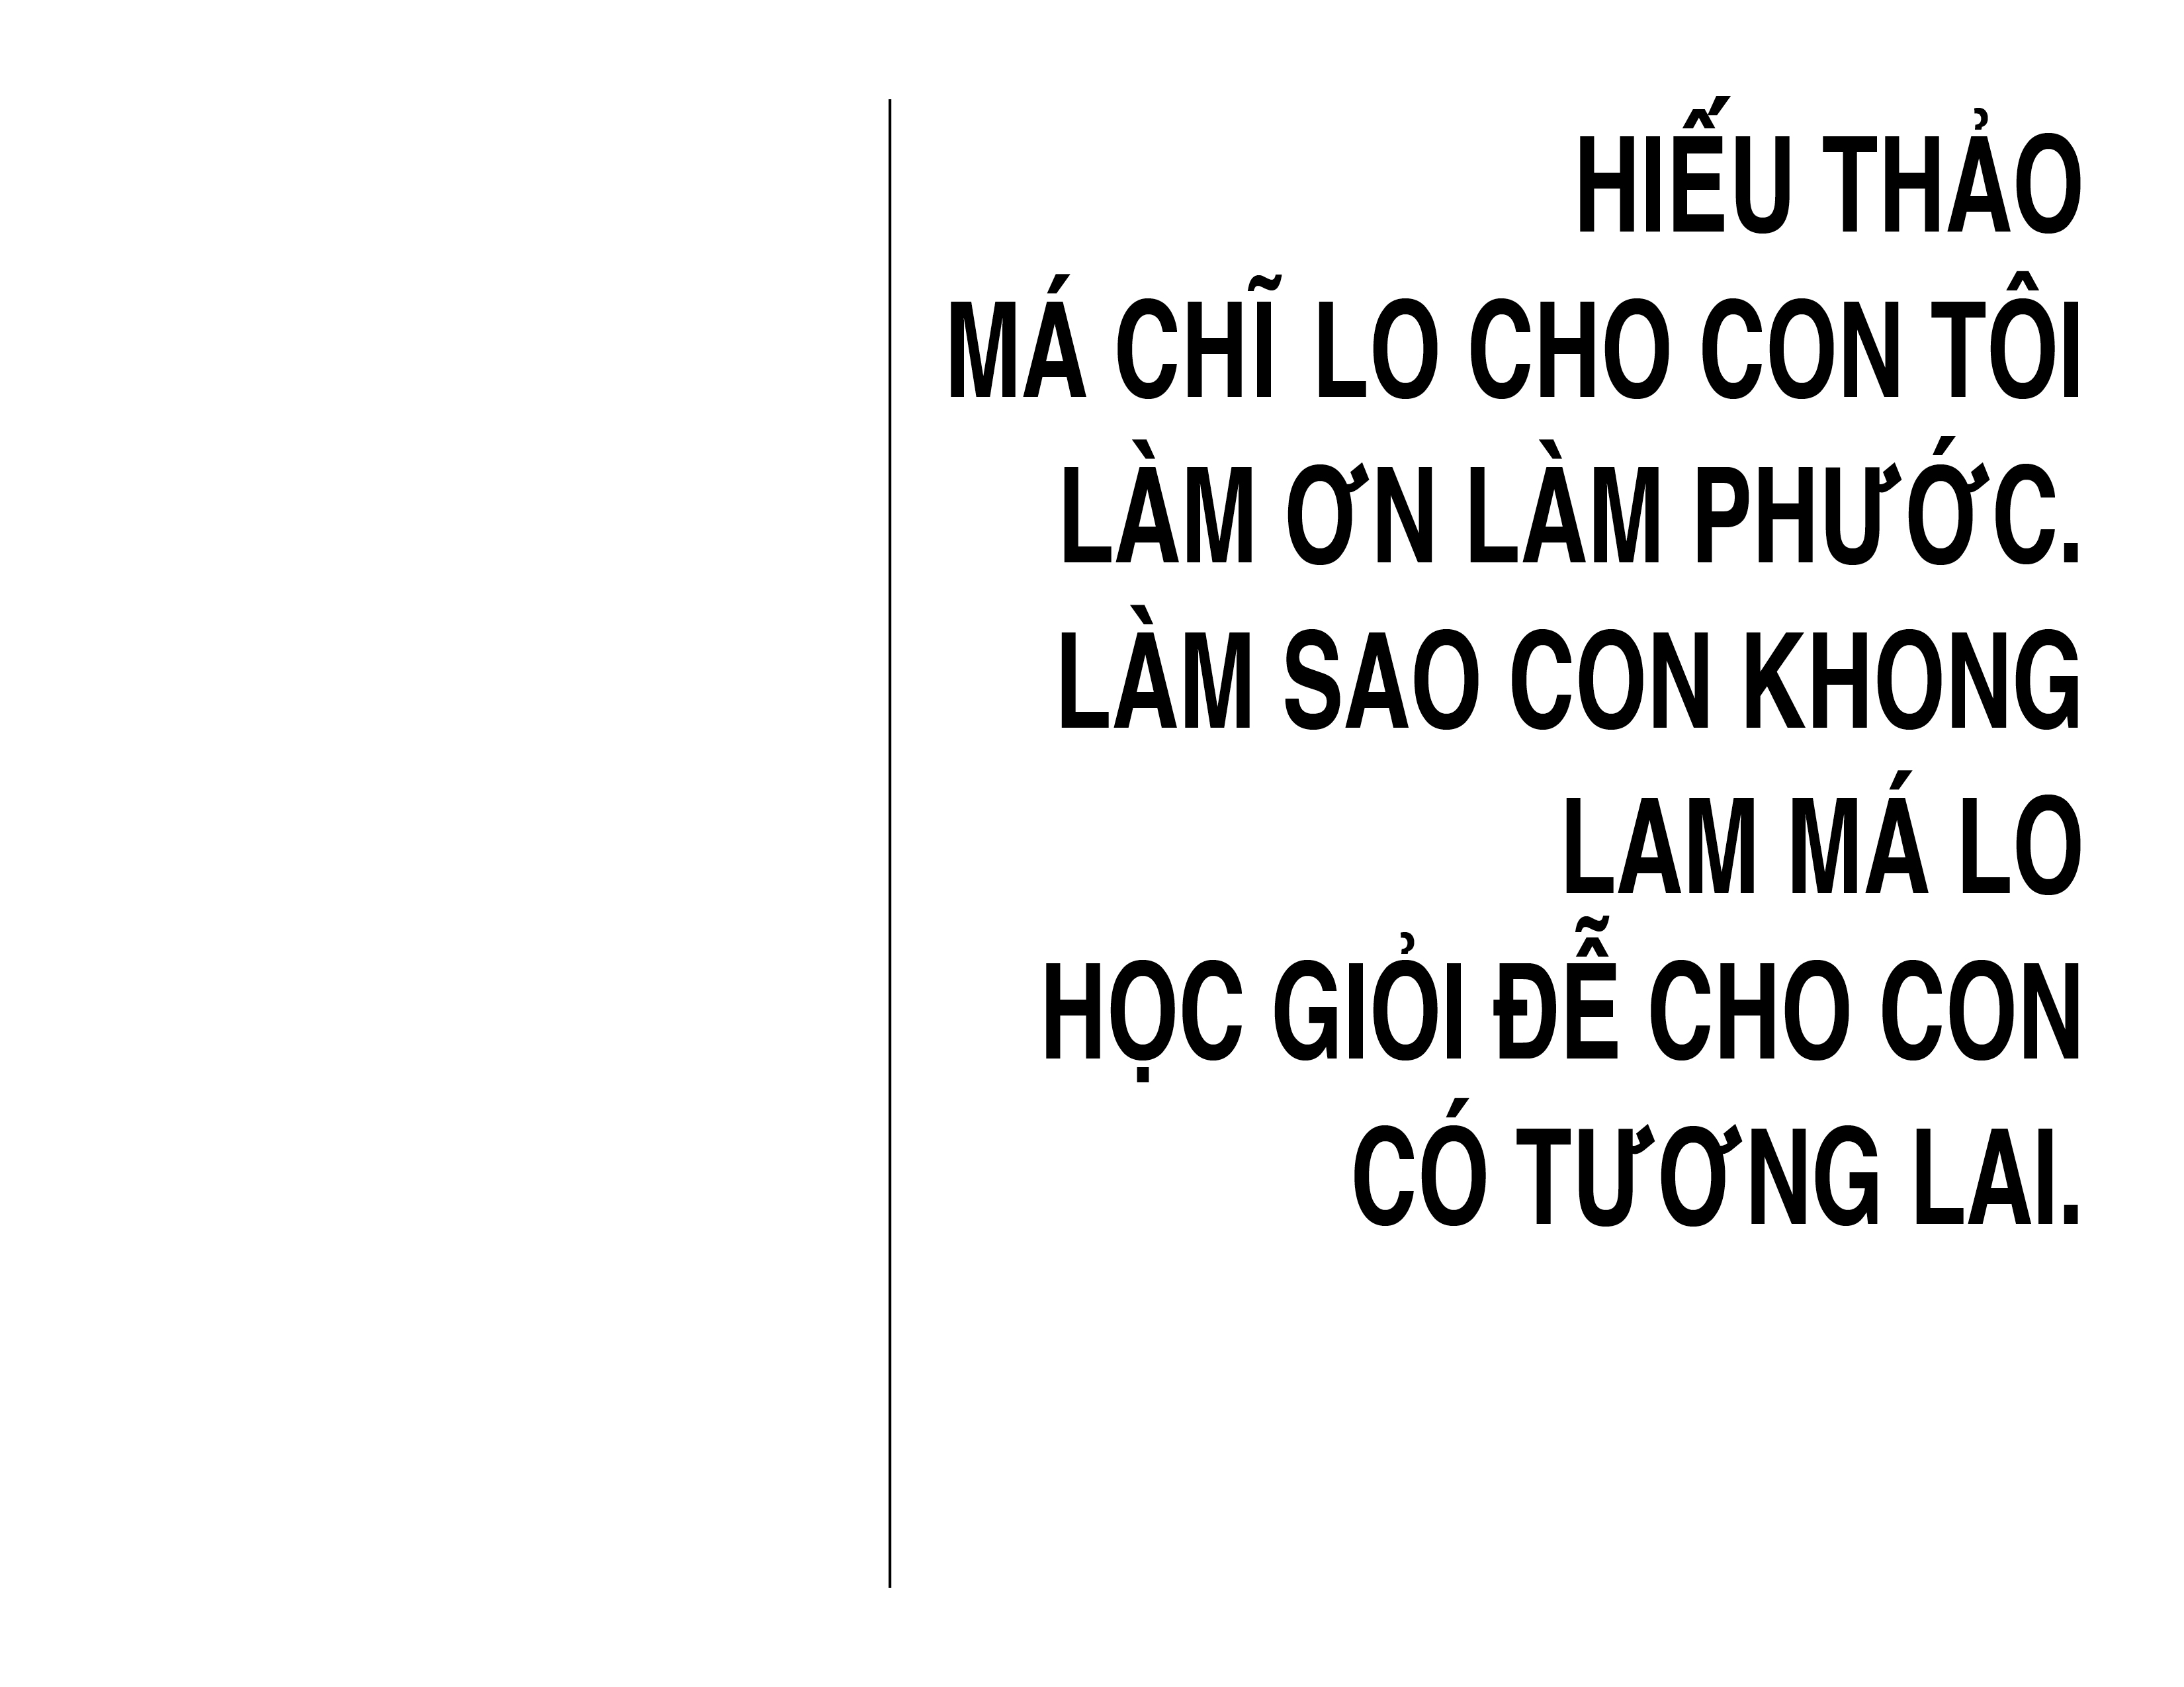 HIẾU THẢO
MÁ CHĨ LO CHO CON TÔI
LÀM ƠN LÀM PHƯỚC.
LÀM SAO CON KHONG
LAM MÁ LO
HỌC GIỎI ĐỄ CHO CON
CÓ TƯƠNG LAI.